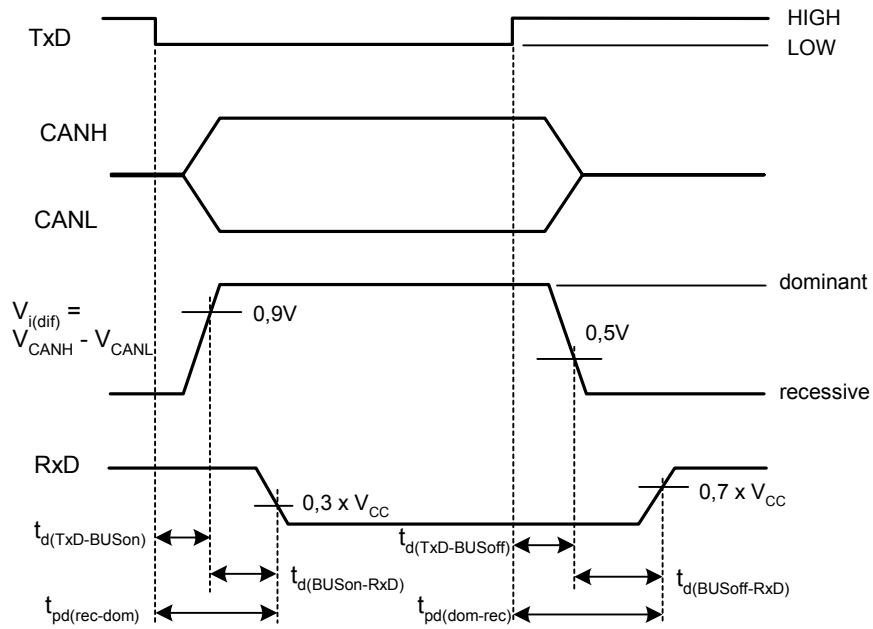 HIGH
TxD
LOW
CANH
CANL
dominant
V_i(dif) =
V_CANH - V_CANL
0,9V
0,5V
recessive
RxD
0,3 x V_CC
0,7 x V_CC
t_d(TxD-BUSon)
t_d(TxD-BUSoff)
t_d(BUSon-RxD)
t_d(BUSoff-RxD)
t_pd(rec-dom)
t_pd(dom-rec)